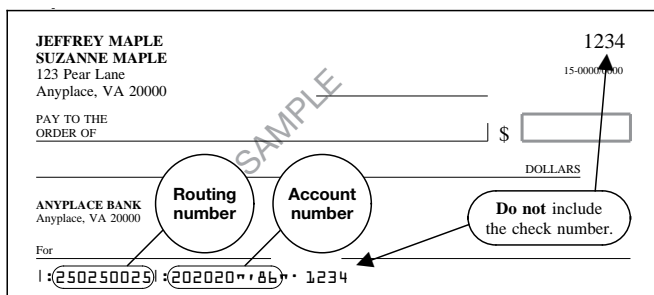 JEFFREY MAPLE
SUZANNE MAPLE
123 Pear Lane
Anyplace, VA 20000
1234
15-0000/0000
SAMPLE
PAY TO THE
ORDER OF
$
DOLLARS
ANYPLACE BANK
Anyplace, VA 20000
Routing
number
Account
number
Do not include
the check number.
For
|:250250025|:202020"'86"· 1234